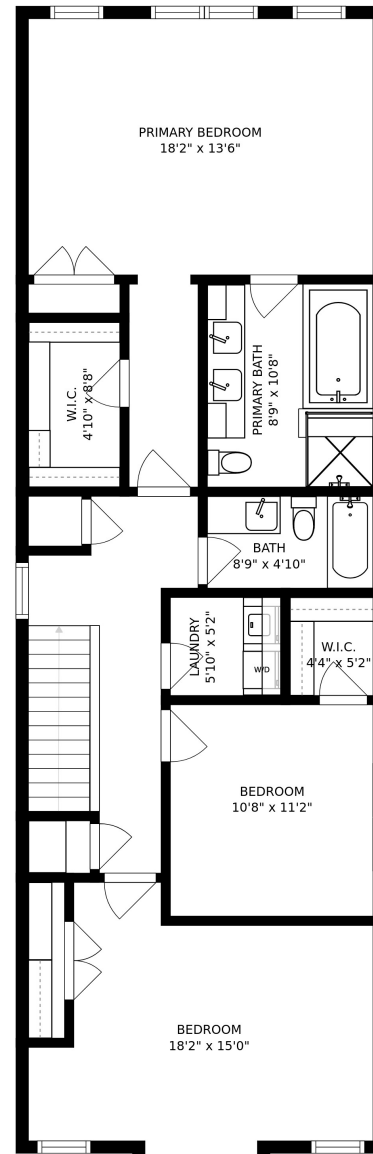 PRIMARY BEDROOM
18'2" x 13'6"
W.I.C.
4'10" x 8'8"
PRIMARY BATH
8'9" x 10'8"
BATH
8'9" x 4'10"
LAUNDRY
5'10" x 5'2"
W/D
W.I.C.
4'4" x 5'2"
BEDROOM
10'8" x 11'2"
BEDROOM
18'2" x 15'0"